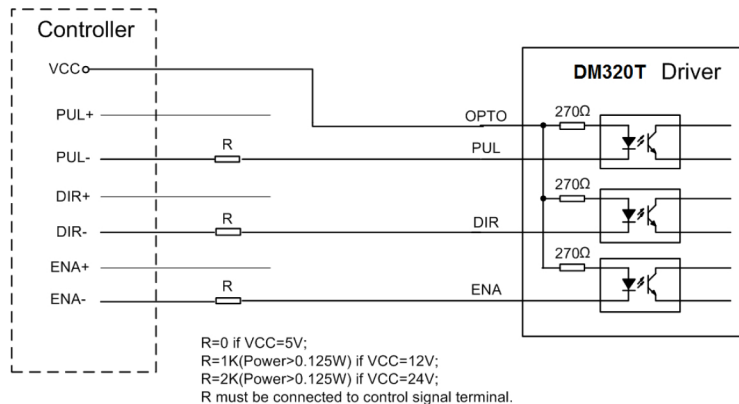 Controller
VCC
DM320T Driver
PUL+
OPTO
270Ω
PUL-
R
PUL
DIR+
270Ω
DIR-
R
DIR
ENA+
270Ω
ENA-
R
ENA
R=0 if VCC=5V;
R=1K(Power>0.125W) if VCC=12V;
R=2K(Power>0.125W) if VCC=24V;
R must be connected to control signal terminal.